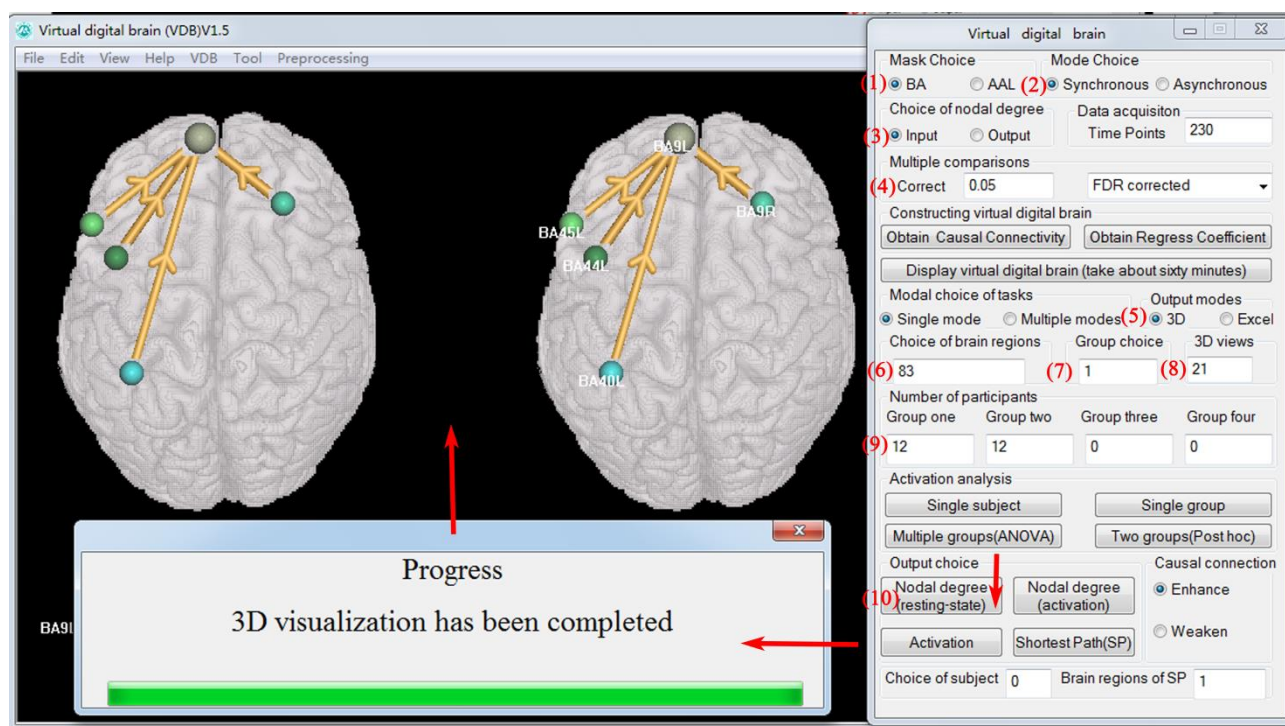 Virtual digital brain (VDB)V1.5
File Edit View Help VDB Tool Preprocessing
BA9L
BA9R
BA45L
BA44L
BA40L
Progress
3D visualization has been completed
Virtual digital brain
Mask Choice Mode Choice
(1) BA AAL (2) Synchronous Asynchronous
Choice of nodal degree Data acquisiton
(3) Input Output Time Points 230
Multiple comparisons
(4) Correct 0.05 FDR corrected
Constructing virtual digital brain
Obtain Causal Connectivity Obtain Regress Coefficient
Display virtual digital brain (take about sixty minutes)
Modal choice of tasks Output modes
Single mode Multiple modes (5) 3D Excel
Choice of brain regions Group choice 3D views
(6) 83 (7) 1 (8) 21
Number of participants
Group one Group two Group three Group four
(9) 12 12 0 0
Activation analysis
Single subject Single group
Multiple groups(ANOVA) Two groups(Post hoc)
Output choice Causal connection
(10) Nodal degree Nodal degree Enhance
(resting-state) (activation)
Activation Shortest Path(SP) Weaken
Choice of subject 0 Brain regions of SP 1